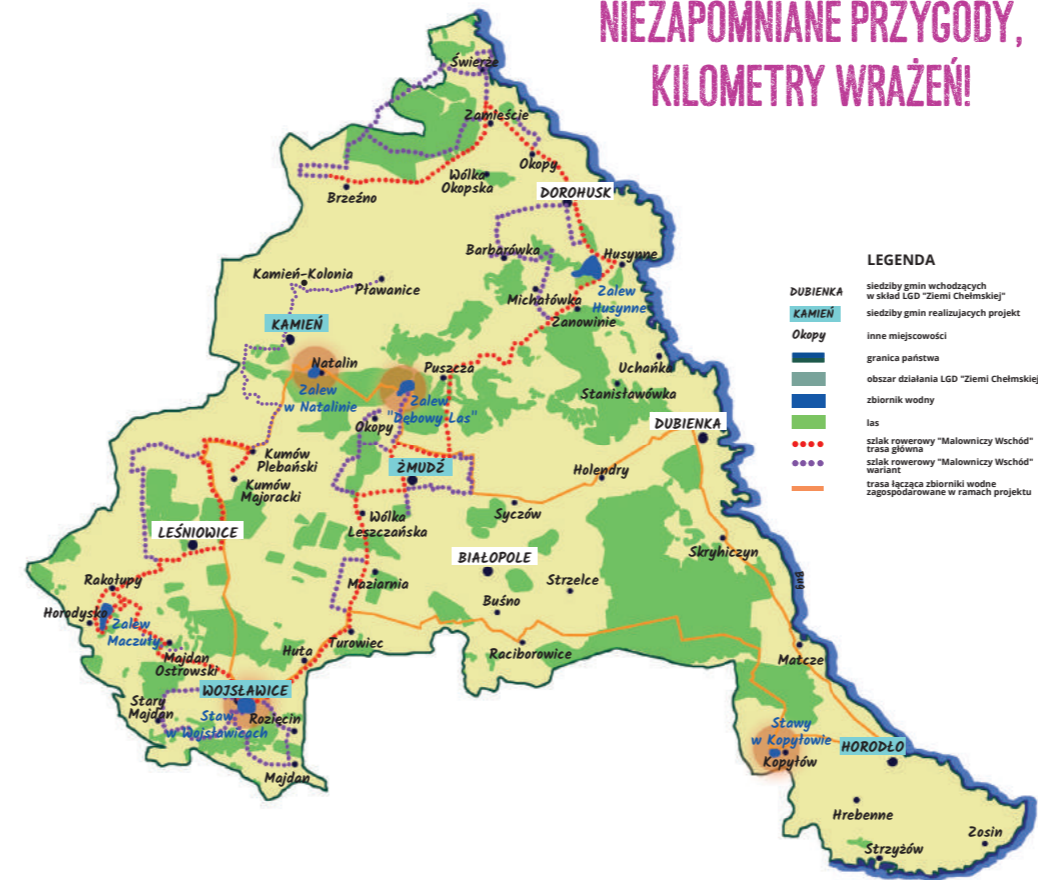 NIEZAPOMNIANE PRZYGODY,
KILOMETRY WRAŻEŃ!
Świerże
Zamieście
Okopy
Wólka
Okopska
Brzeźno
DOROHUSK
Barbarówka
Husynne
Kamień-Kolonia
Pławanice
Michałówka
Zalew
Husynne
Żanowinie
KAMIEŃ
Natalin
Zalew
w Natalinie
Puszcza
Zalew
"Dębowy Las"
Uchańka
Stanisławówka
Okopy
DUBIENKA
Kumów
Plebański
Kumów
Majoracki
ŻMUDŹ
Holendry
Syczów
Wólka
Leszczańska
LEŚNIOWICE
BIAŁOPOLE
Skryhiczyn
Rakołupy
Maziarnia
Strzelce
Bug
Horodysko
Zalew
Maczuły
Buśno
Majdan
Ostrowski
Huta
Turowiec
Raciborowice
Matcze
WOJSŁAWICE
Stary
Majdan
Staw
w Wojsławicach
Rozięcin
Majdan
Stawy
w Kopyłowie
Kopyłów
HORODŁO
Hrebenne
Strzyżów
Zosin
LEGENDA
DUBIENKA siedziby gmin wchodzących
w skład LGD "Ziemi Chełmskiej"
KAMIEŃ siedziby gmin realizujących projekt
Okopy inne miejscowości
granica państwa
obszar działania LGD "Ziemi Chełmskiej
zbiornik wodny
las
szlak rowerowy "Malowniczy Wschód"
trasa główna
szlak rowerowy "Malowniczy Wschód"
wariant
trasa łącząca zbiorniki wodne
zagospodarowane w ramach projektu